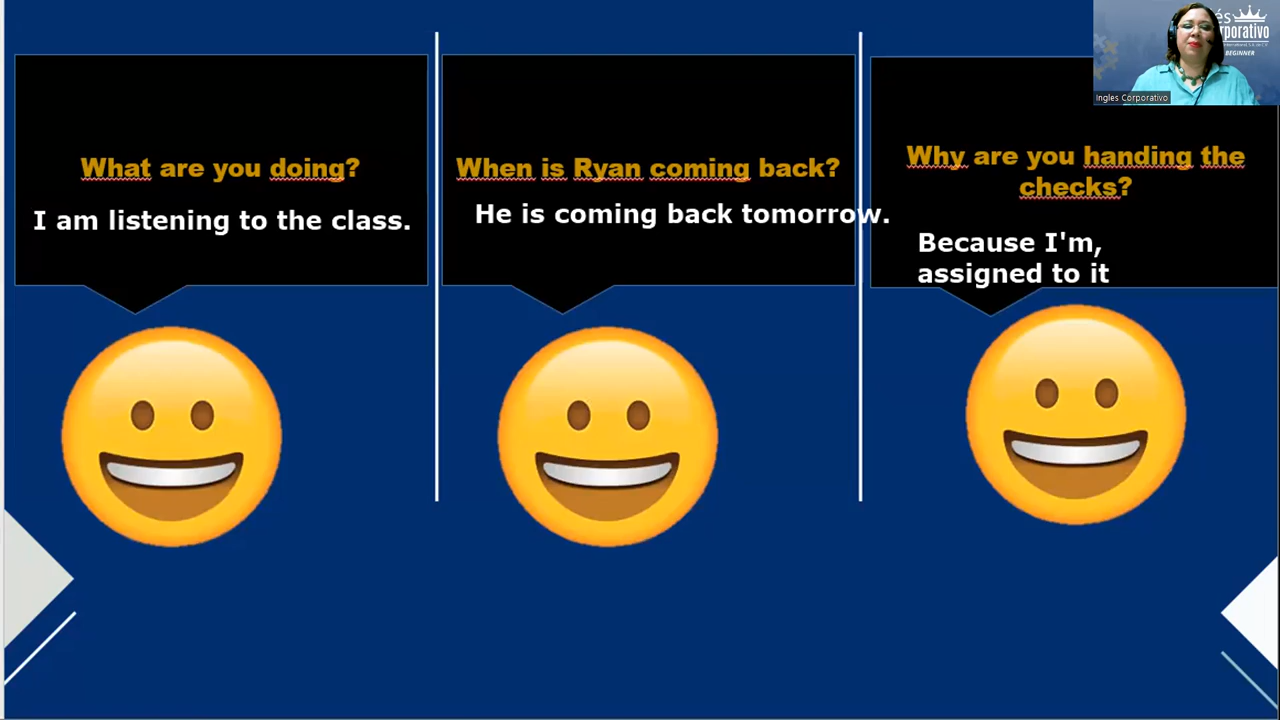 What are you doing?
I am listening to the class.
When is Ryan coming back?
He is coming back tomorrow.
Why are you handing the
checks?
Because I'm,
assigned to it
Ingles Corporativo
BEGINNER